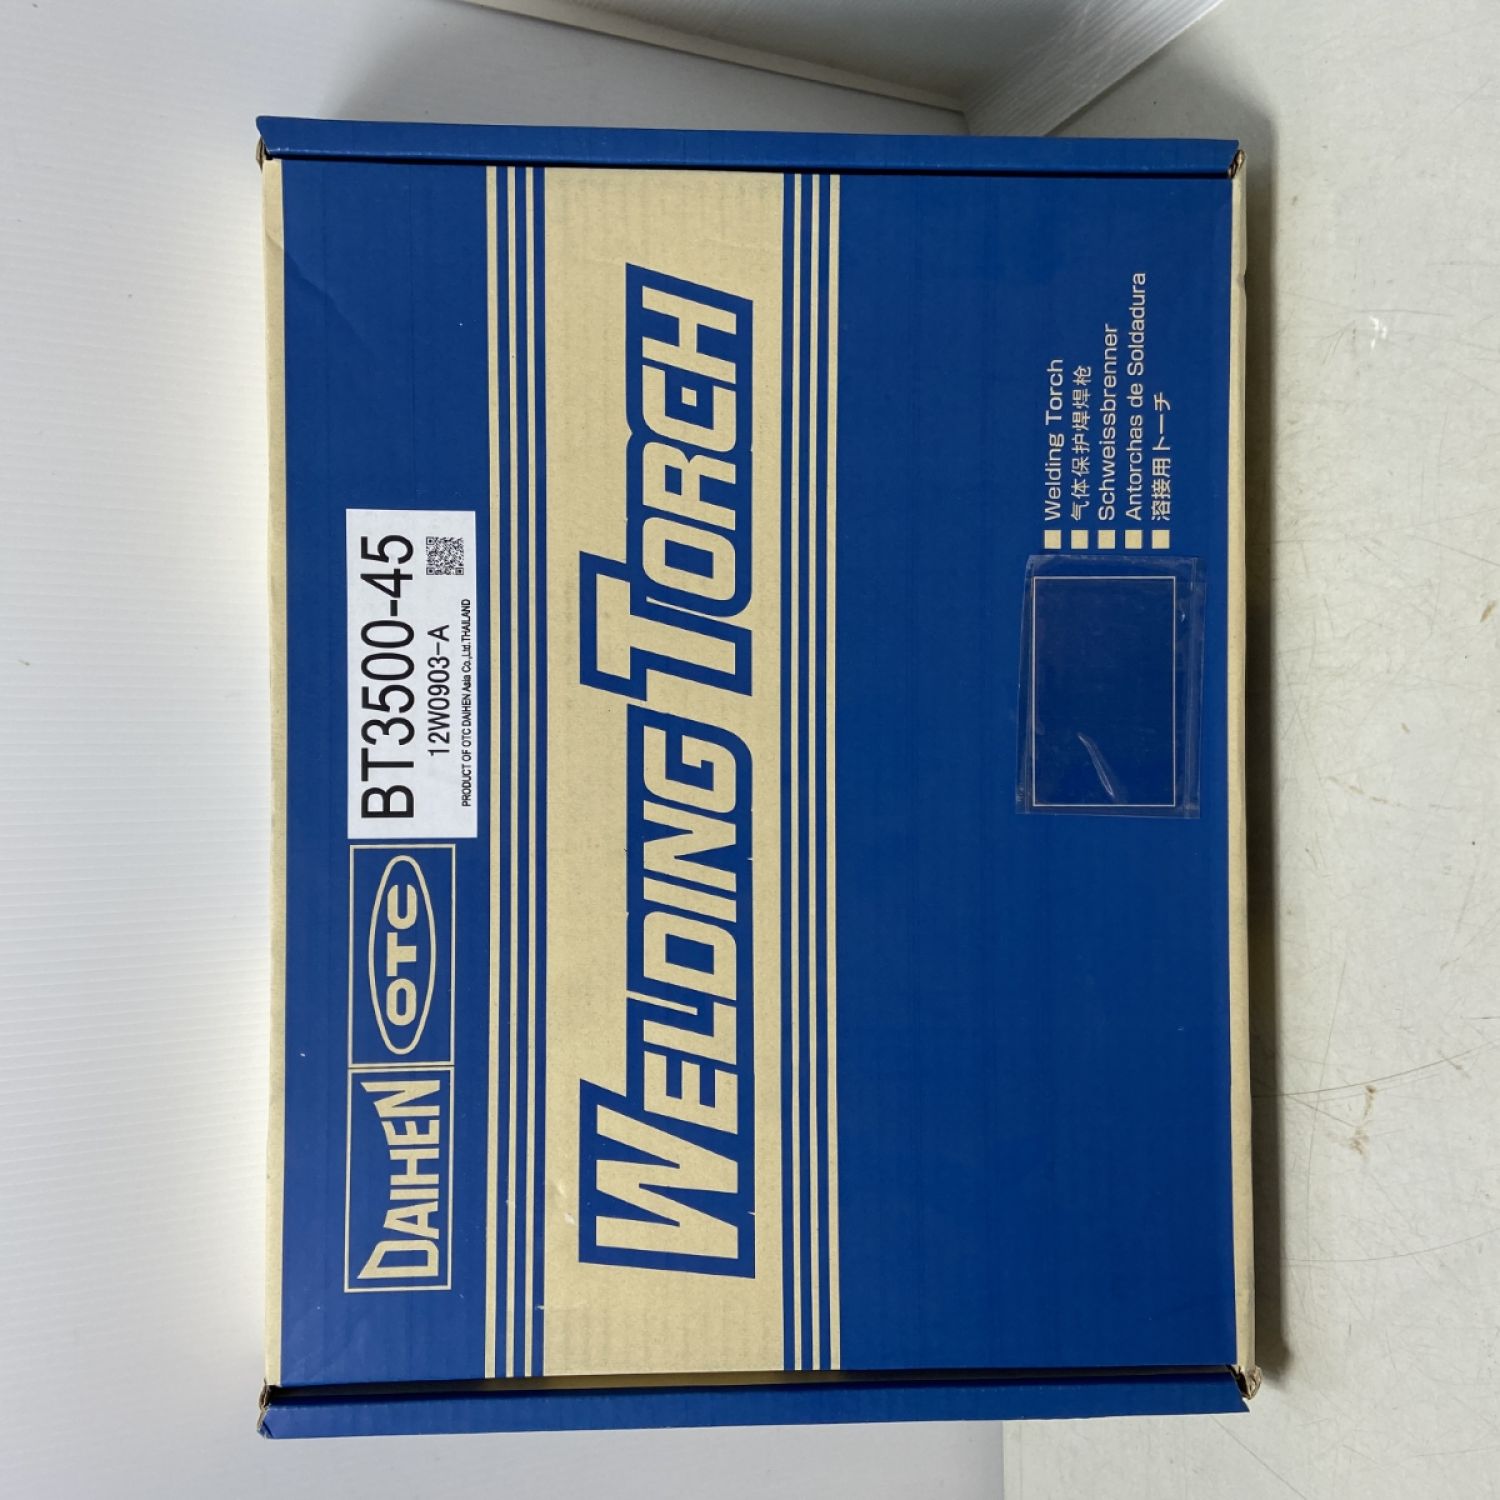 DAIHEN OTC
BT3500-45
12W0903-A
PRODUCT OF OTC DAIHEN Asia Co.,Ltd.THAILAND
WELDING TORCH
Welding Torch
气体保护焊焊枪
Schweissbrenner
Antorchas de Soldadura
溶接用トーチ